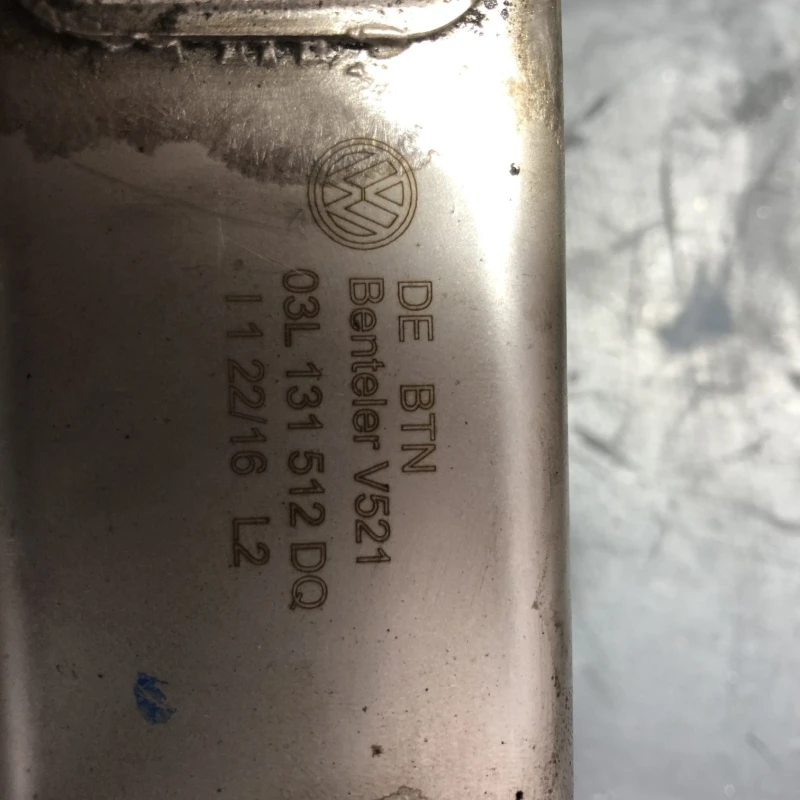 DE BTN
Benteler V521
03L 131 512 DQ
I 1 22/16 L2